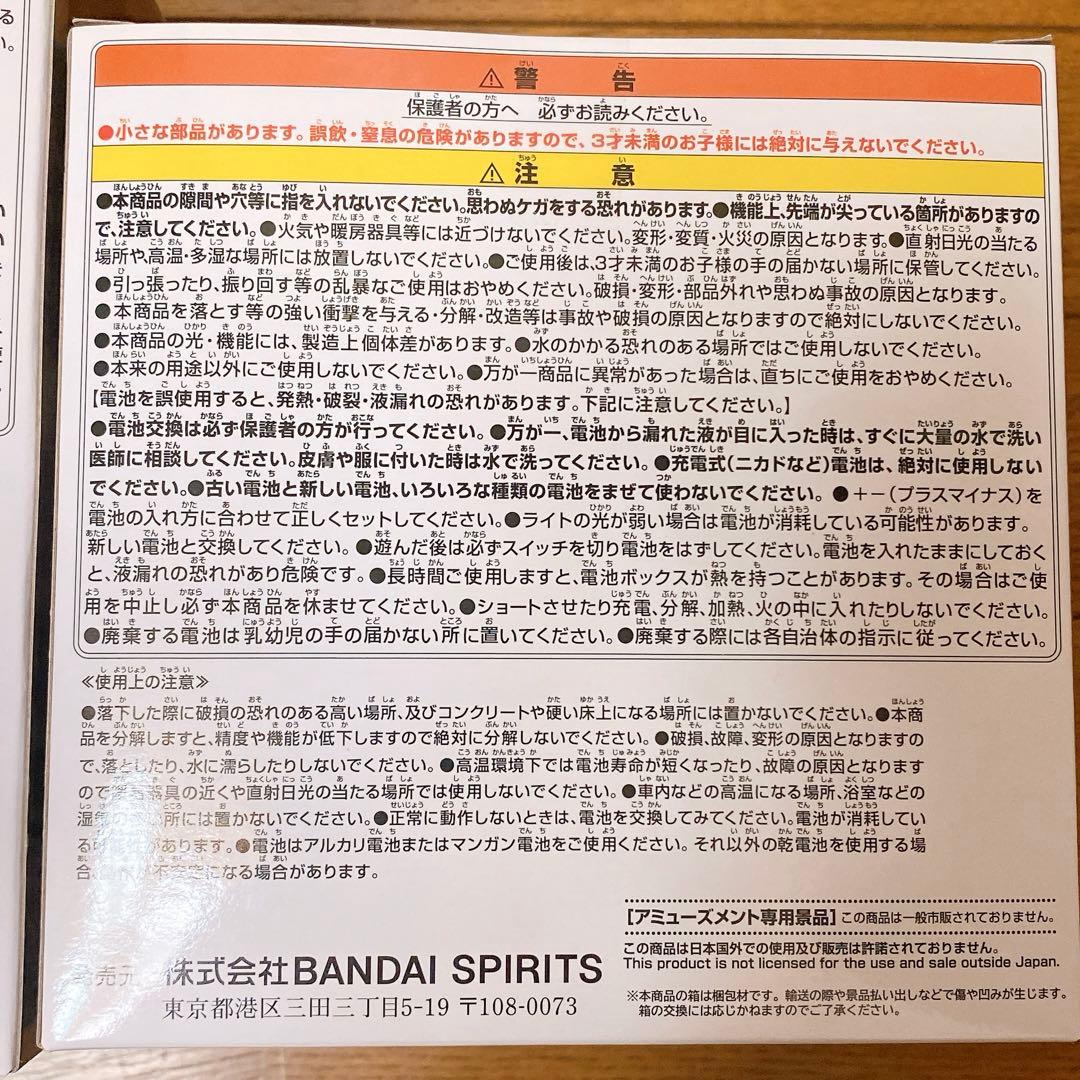 ⚠警告
保護者の方へ 必ずお読みください。
●小さな部品があります。誤飲・窒息の危険がありますので、3才未満のお子様には絶対に与えないでください。
⚠注意
●本商品の隙間や穴等に指を入れないでください。思わぬケガをする恐れがあります。●機能上、先端が尖っている箇所がありますの
で、注意してください。●火気や暖房器具等には近づけないでください。変形・変質・火災の原因となります。●直射日光の当たる
場所や、高温・多湿な場所には放置しないでください。●ご使用後は、3才未満のお子様の手の届かない場所に保管してください。
●引っ張ったり、振り回す等の乱暴なご使用はおやめください。破損・変形・部品外れや思わぬ事故の原因となります。
●本商品を落とす等の強い衝撃を与える・分解・改造等は事故や破損の原因となりますので絶対にしないでください。
●本商品の光・機能には、製造上個体差があります。●水のかかる恐れのある場所ではご使用しないでください。
●本来の用途以外にご使用しないでください。●万が一商品に異常があった場合は、直ちにご使用をおやめください。
【電池を誤使用すると、発熱・破裂・液漏れの恐れがあります。下記に注意してください。】
●電池交換は必ず保護者の方が行ってください。●万が一、電池から漏れた液が目に入った時は、すぐに大量の水で洗い
医師に相談してください。皮膚や服に付いた時は水で洗ってください。●充電式(ニカドなど)電池は、絶対に使用しない
でください。●古い電池と新しい電池、いろいろな種類の電池をまぜて使わないでください。●+−(プラスマイナス)を
電池の入れ方に合わせて正しくセットしてください。●ライトの光が弱い場合は電池が消耗している可能性があります。
新しい電池と交換してください。●遊んだ後は必ずスイッチを切り電池をはずしてください。電池を入れたままにしておく
と、液漏れの恐れがあり危険です。●長時間ご使用しますと、電池ボックスが熱を持つことがあります。その場合はご使
用を中止し必ず本商品を休ませてください。●ショートさせたり充電、分解、加熱、火の中に入れたりしないでください。
●廃棄する電池は乳幼児の手の届かない所に置いてください。●廃棄する際には各自治体の指示に従ってください。
≪使用上の注意≫
●落下した際に破損の恐れのある高い場所、及びコンクリートや硬い床上になる場所には置かないでください。●本商
品を分解しますと、精度や機能が低下しますので絶対に分解しないでください。●破損、故障、変形の原因となりますの
で、落としたり、水に濡らしたりしないでください。●高温環境下では電池寿命が短くなったり、故障の原因となります
ので 器具の近くや直射日光の当たる場所では使用しないでください。●車内などの高温になる場所、浴室などの
湿気 い所には置かないでください。●正常に動作しないときは、電池を交換してみてください。電池が消耗してい
る可能性があります。●電池はアルカリ電池またはマンガン電池をご使用ください。それ以外の乾電池を使用する場
合、 が不安定になる場合があります。
【アミューズメント専用景品】この商品は一般市販されておりません。
この商品は日本国外での使用及び販売は許諾されておりません。
This product is not licensed for the use and sale outside Japan.
発売元 株式会社BANDAI SPIRITS
東京都港区三田三丁目5-19 〒108-0073
※本商品の箱は梱包材です。輸送の際や景品払い出しなどで傷や凹みが生じます。
箱の交換には応じかねますのでご了承ください。